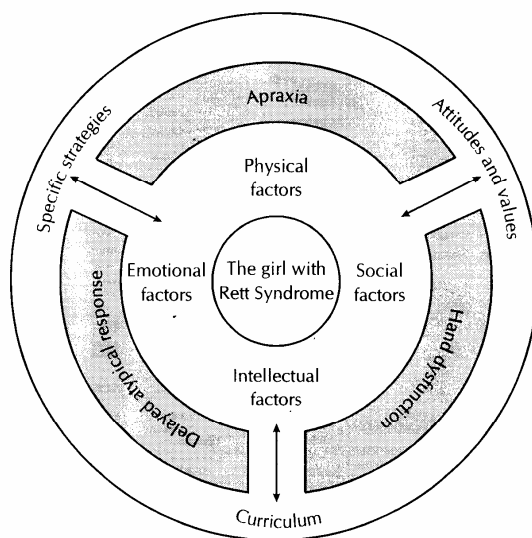 Apraxia
Specific strategies
Attitudes and values
Physical
factors
Emotional
factors
The girl with
Rett Syndrome
Social
factors
Delayed atypical response
Hand dysfunction
Intellectual
factors
Curriculum